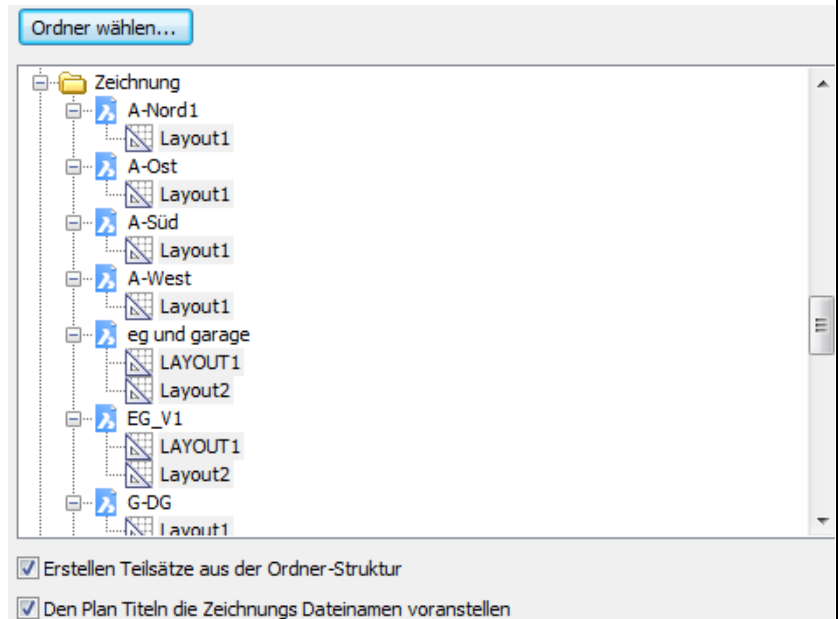 Ordner wählen...
Zeichnung
A-Nord1
Layout1
A-Ost
Layout1
A-Süd
Layout1
A-West
Layout1
eg und garage
LAYOUT1
Layout2
EG_V1
LAYOUT1
Layout2
G-DG
Layout1
Erstellen Teilsätze aus der Ordner-Struktur
Den Plan Titeln die Zeichnungs Dateinamen voranstellen